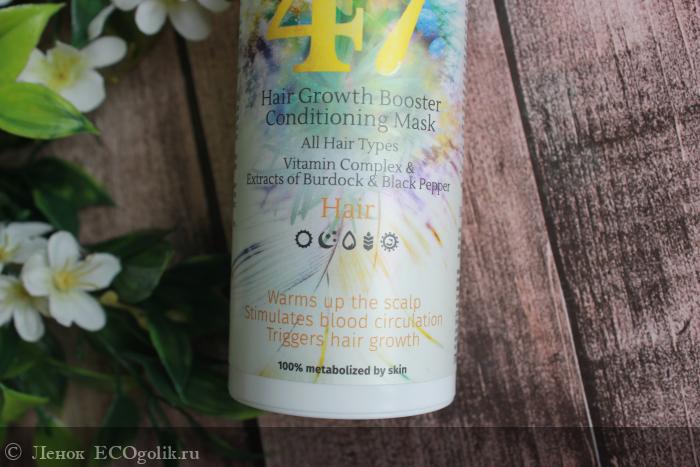 47
Hair Growth Booster
Conditioning Mask
All Hair Types
Vitamin Complex &
Extracts of Burdock & Black Pepper
Hair
Warms up the scalp
Stimulates blood circulation
Triggers hair growth
100% metabolized by skin
© Ленок ECOgolik.ru